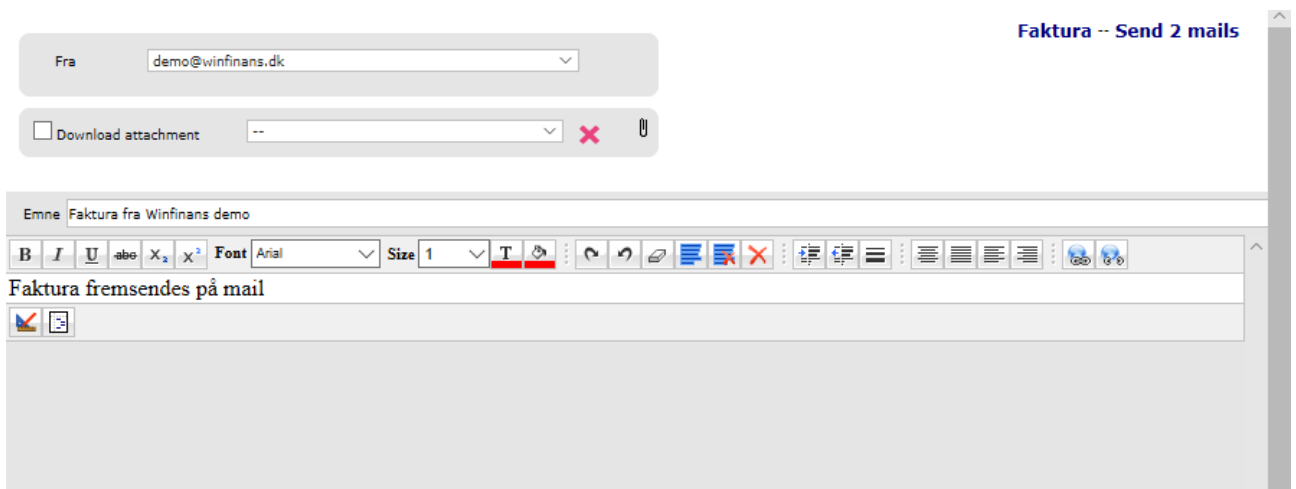 Faktura -- Send 2 mails
Fra demo@winfinans.dk
Download attachment --
Emne Faktura fra Winfinans demo
B I U abc X₂ X² Font Arial Size 1 T
Faktura fremsendes på mail